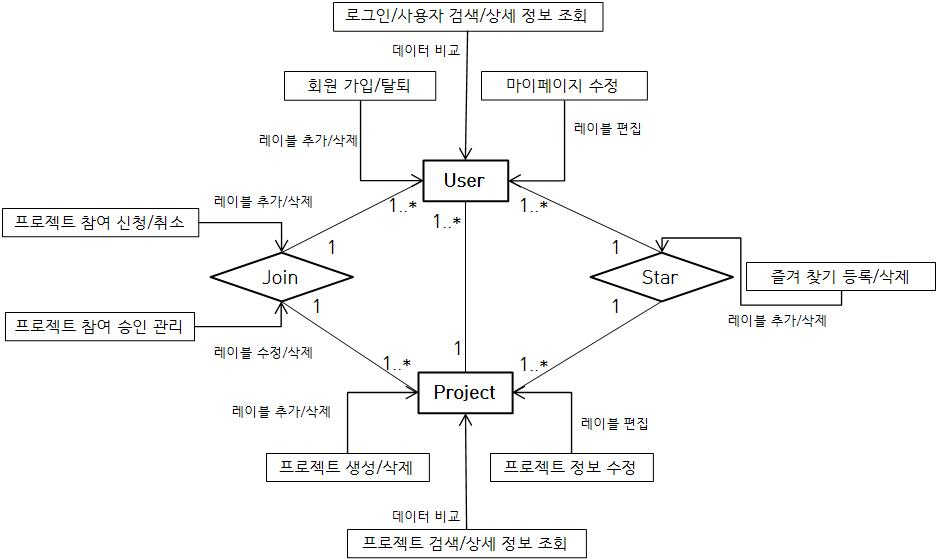 로그인/사용자 검색/상세 정보 조회
데이터 비교
회원 가입/탈퇴
마이페이지 수정
레이블 추가/삭제
레이블 편집
User
레이블 추가/삭제
1..*
1..*
1..*
프로젝트 참여 신청/취소
1
1
Join
Star
즐겨 찾기 등록/삭제
1
1
프로젝트 참여 승인 관리
레이블 추가/삭제
레이블 수정/삭제
1
1..*
1..*
Project
레이블 추가/삭제
레이블 편집
프로젝트 생성/삭제
프로젝트 정보 수정
데이터 비교
프로젝트 검색/상세 정보 조회